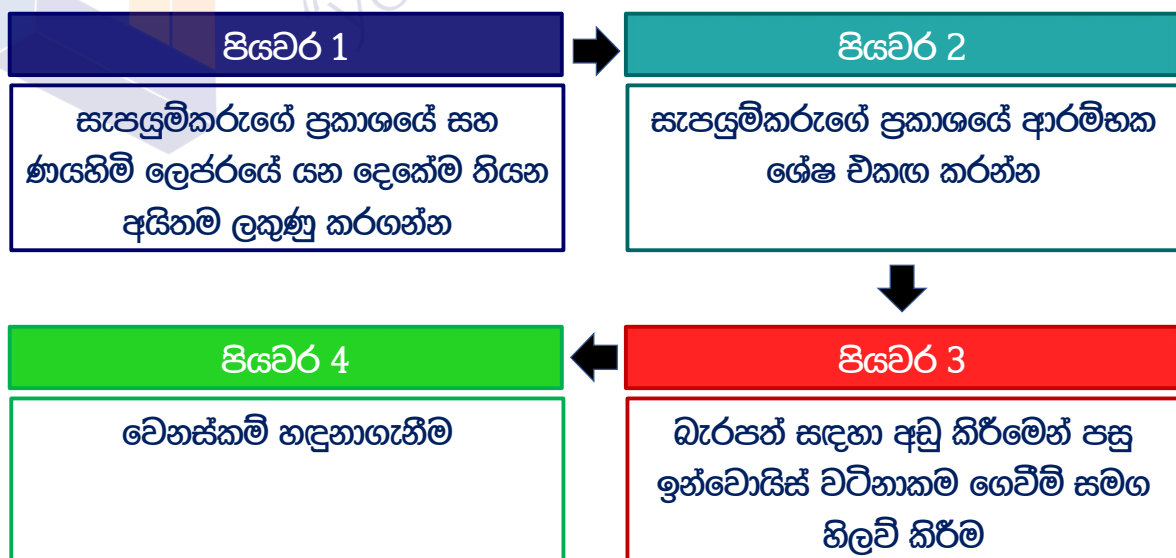 පියවර 1
සැපයුම්කරුගේ ප්‍රකාශයේ සහ
ණයහිමි ලෙජරයේ යන දෙකේම තියන
අයිතම ලකුණු කරගන්න
පියවර 2
සැපයුම්කරුගේ ප්‍රකාශයේ ආරම්භක
ශේෂ එකඟ කරන්න
පියවර 3
බැරපත් සඳහා අඩු කිරීමෙන් පසු
ඉන්වොයිස් වටිනාකම ගෙවීම් සමග
හිලව් කිරීම
පියවර 4
වෙනස්කම් හඳුනාගැනීම